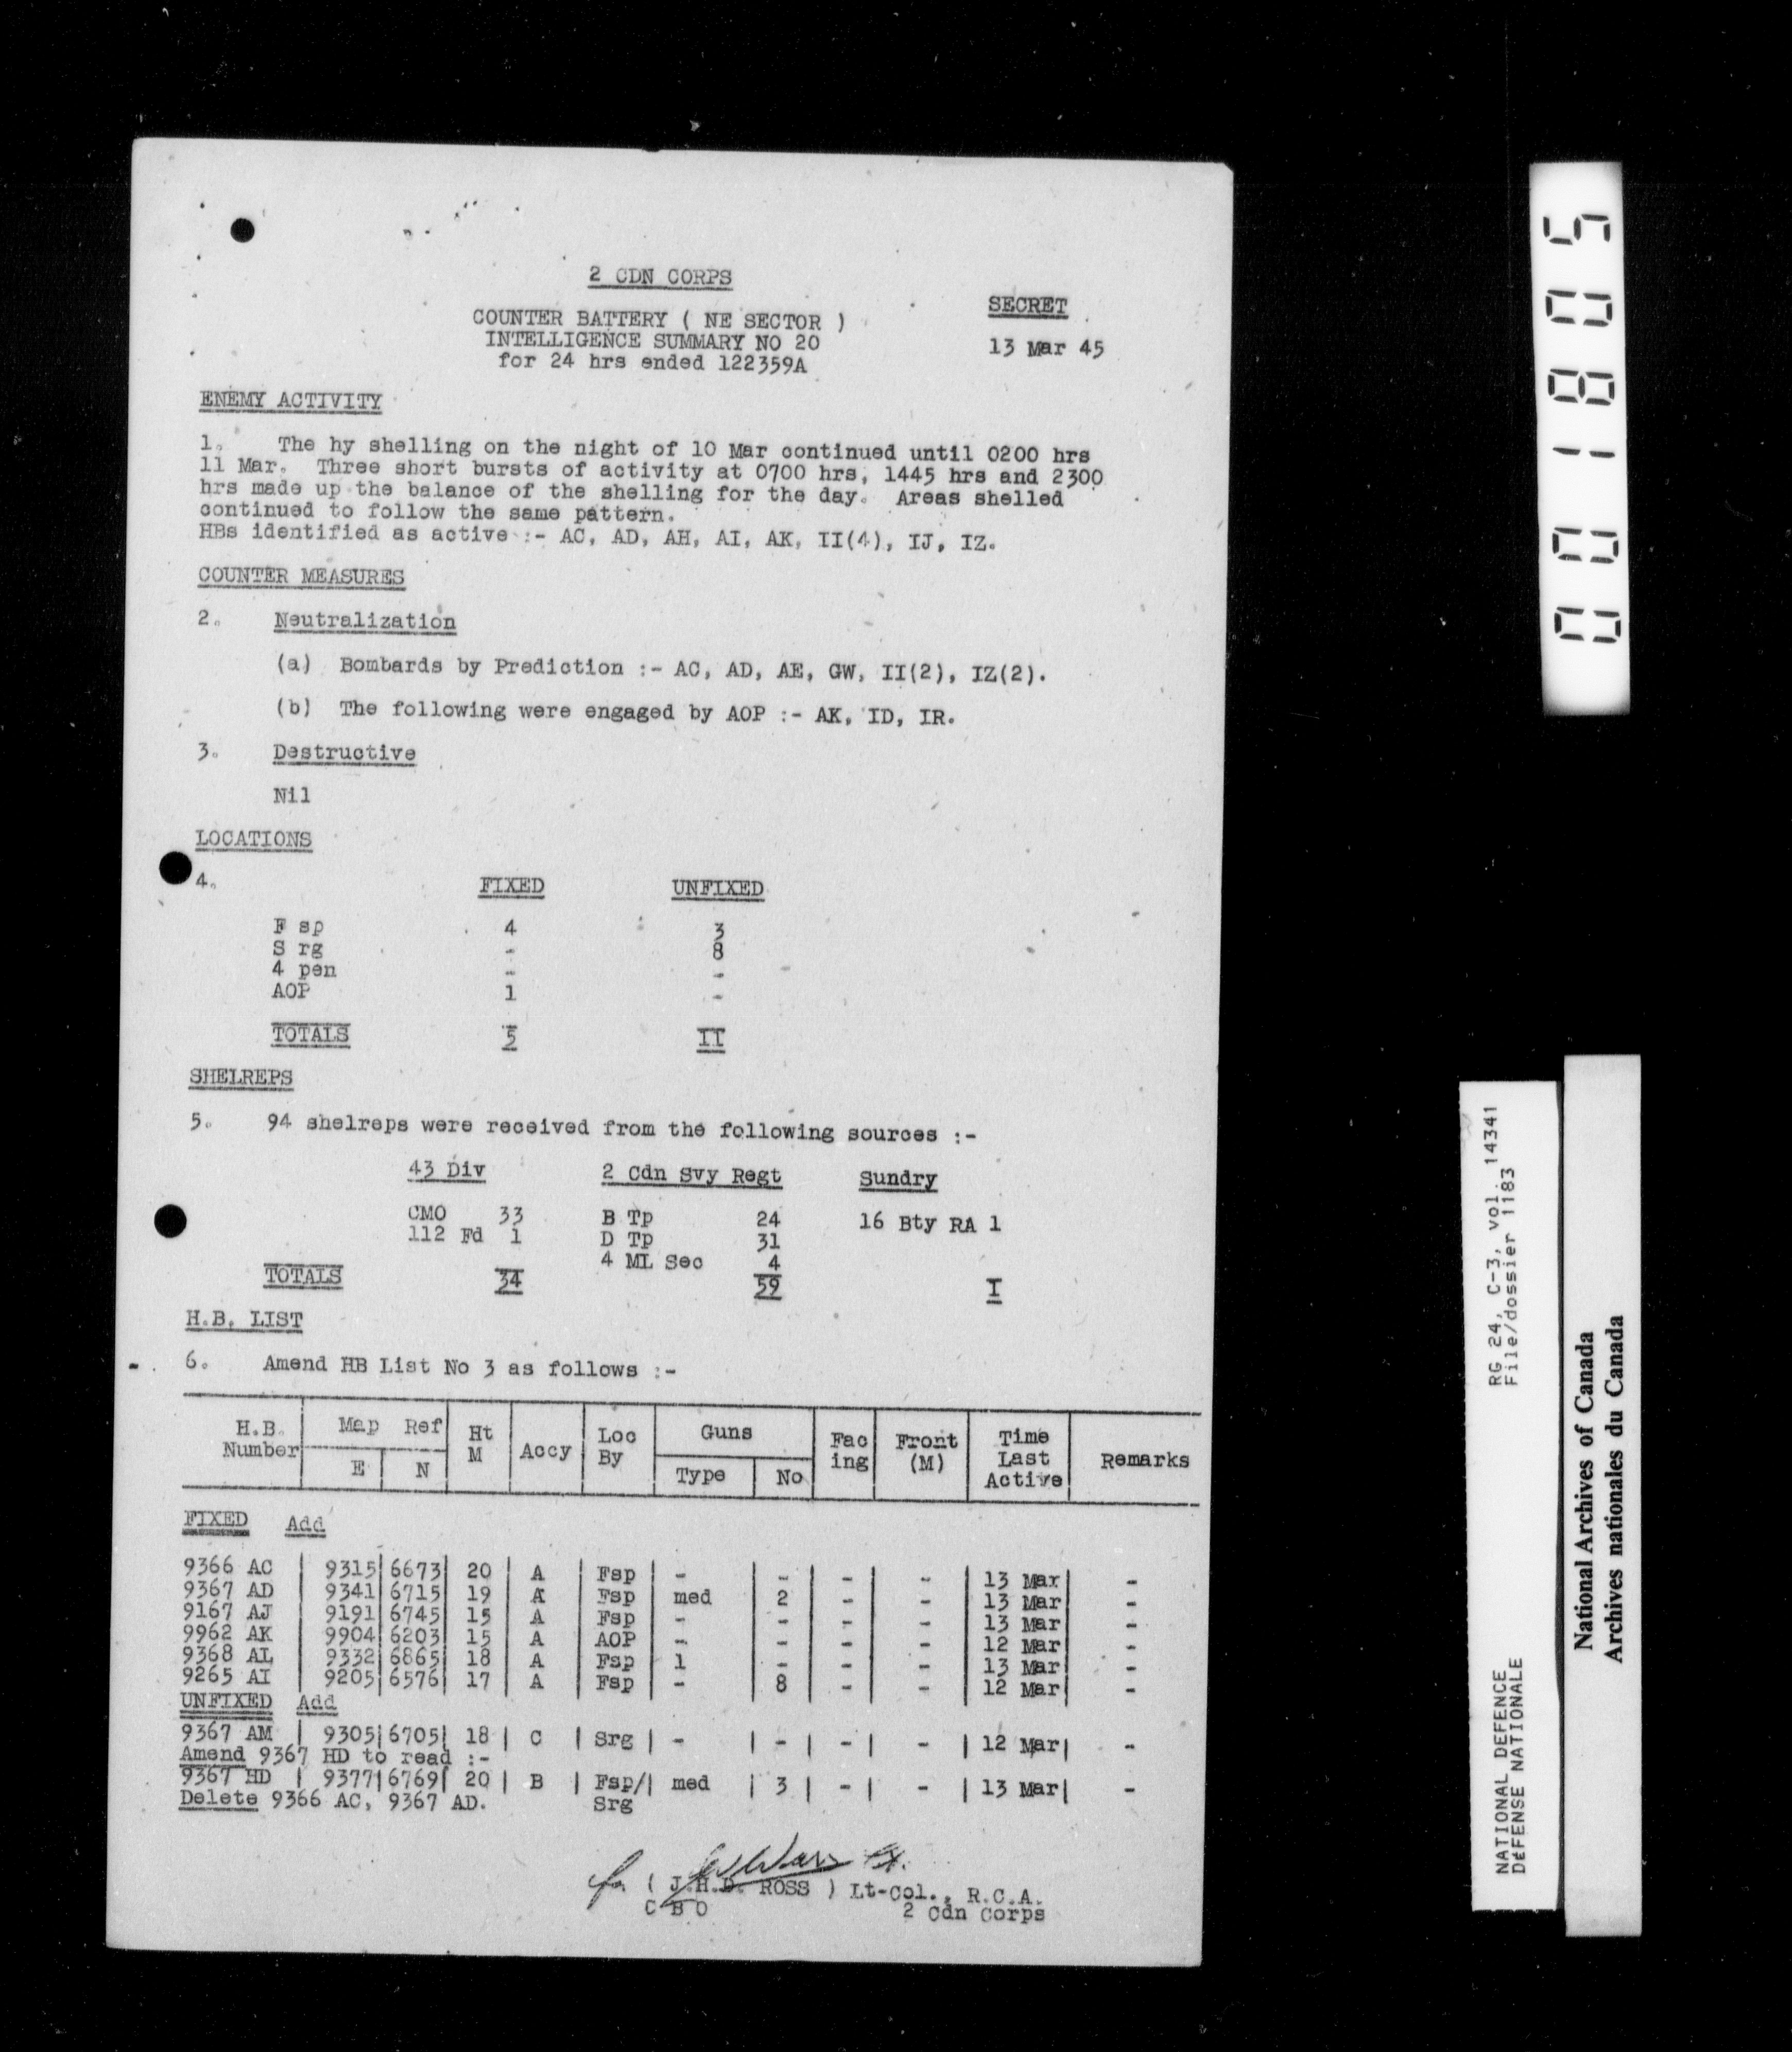 2 CDN CORPS
SECRET
COUNTER BATTERY ( NE SECTOR )
INTELLIGENCE SUMMARY NO 20
13 Mar 45
for 24 hrs ended 122359A
ENEMY ACTIVITY
1. The hy shelling on the night of 10 Mar continued until 0200 hrs
11 Mar. Three short bursts of activity at 0700 hrs, 1445 hrs and 2300
hrs made up the balance of the shelling for the day. Areas shelled
continued to follow the same pattern.
HBs identified as active :- AC, AD, AH, AI, AK, II(4), IJ, IZ.
COUNTER MEASURES
2. Neutralization
(a) Bombards by Prediction :- AC, AD, AE, GW, II(2), IZ(2).
(b) The following were engaged by AOP :- AK, ID, IR.
3. Destructive
Nil
LOCATIONS
4. FIXED UNFIXED
F sp 4 3
S rg - 8
4 pen - -
AOP 1 -
TOTALS 5 II
SHELREPS
5. 94 shelreps were received from the following sources :-
43 Div 2 Cdn Svy Regt Sundry
CMO 33 B Tp 24 16 Bty RA 1
112 Fd 1 D Tp 31
4 ML Sec 4
TOTALS 34 59 I
H.B. LIST
6. Amend HB List No 3 as follows :-
H.B. Number Map Ref E N Ht M Accy Loc By Guns Type No Fac ing Front (M) Time Last Active Remarks
FIXED Add
9366 AC 9315 6673 20 A Fsp - - - - 13 Mar -
9367 AD 9341 6715 19 A Fsp med 2 - - 13 Mar -
9167 AJ 9191 6745 15 A Fsp - - - - 13 Mar -
9962 AK 9904 6203 15 A AOP - - - - 12 Mar -
9368 AL 9332 6865 18 A Fsp 1 - - - 13 Mar -
9265 AI 9205 6576 17 A Fsp - 8 - - 12 Mar -
UNFIXED Add
9367 AM 9305 6705 18 C Srg - - - - 12 Mar -
Amend 9367 HD to read :-
9367 HD 9377 6769 20 B Fsp/ med 3 - - 13 Mar -
Delete 9366 AC, 9367 AD. Srg
for ( J.H.D. ROSS ) Lt-Col., R.C.A.
C B O 2 Cdn Corps
001805
RG 24, C-3, vol. 14341
File/dossier 1183
NATIONAL DEFENCE
DÉFENSE NATIONALE
National Archives of Canada
Archives nationales du Canada